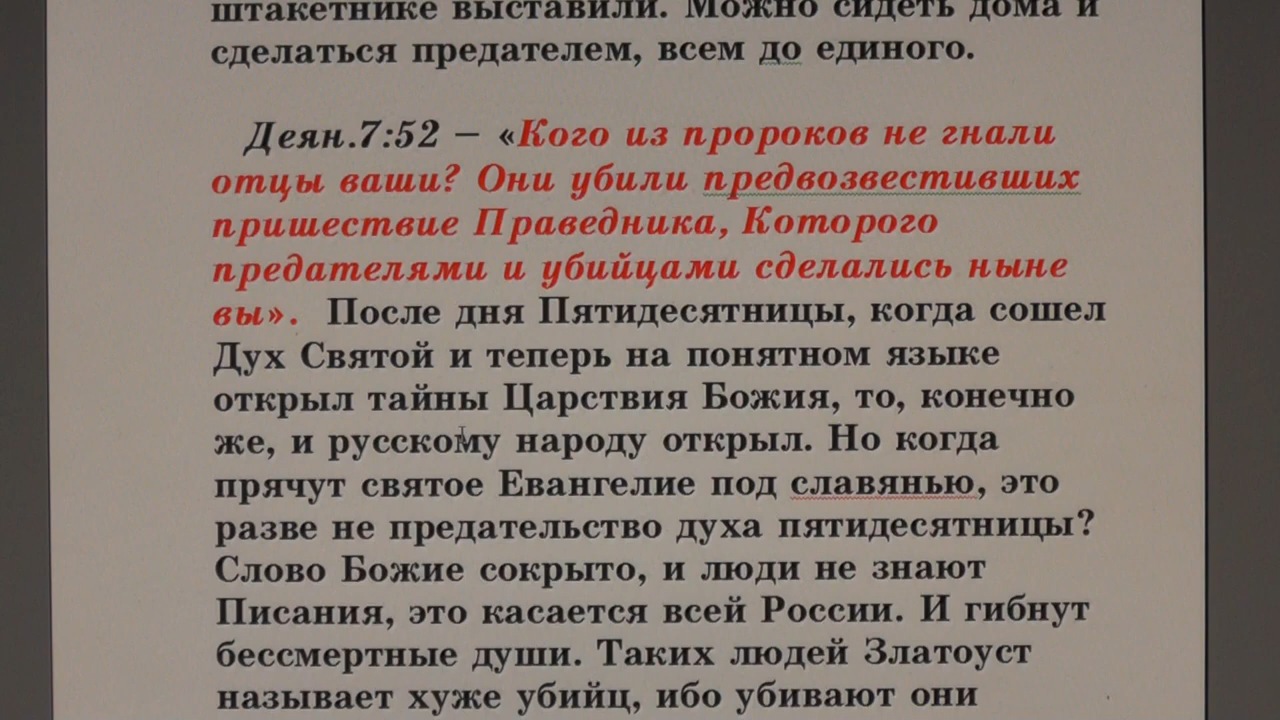 штакетнике выставили. Можно сидеть дома и
сделаться предателем, всем до единого.
Деян.7:52 – «Кого из пророков не гнали
отцы ваши? Они убили предвозвестивших
пришествие Праведника, Которого
предателями и убийцами сделались ныне
вы». После дня Пятидесятницы, когда сошел
Дух Святой и теперь на понятном языке
открыл тайны Царствия Божия, то, конечно
же, и русскому народу открыл. Но когда
прячут святое Евангелие под славянью, это
разве не предательство духа пятидесятницы?
Слово Божие сокрыто, и люди не знают
Писания, это касается всей России. И гибнут
бессмертные души. Таких людей Златоуст
называет хуже убийц, ибо убивают они